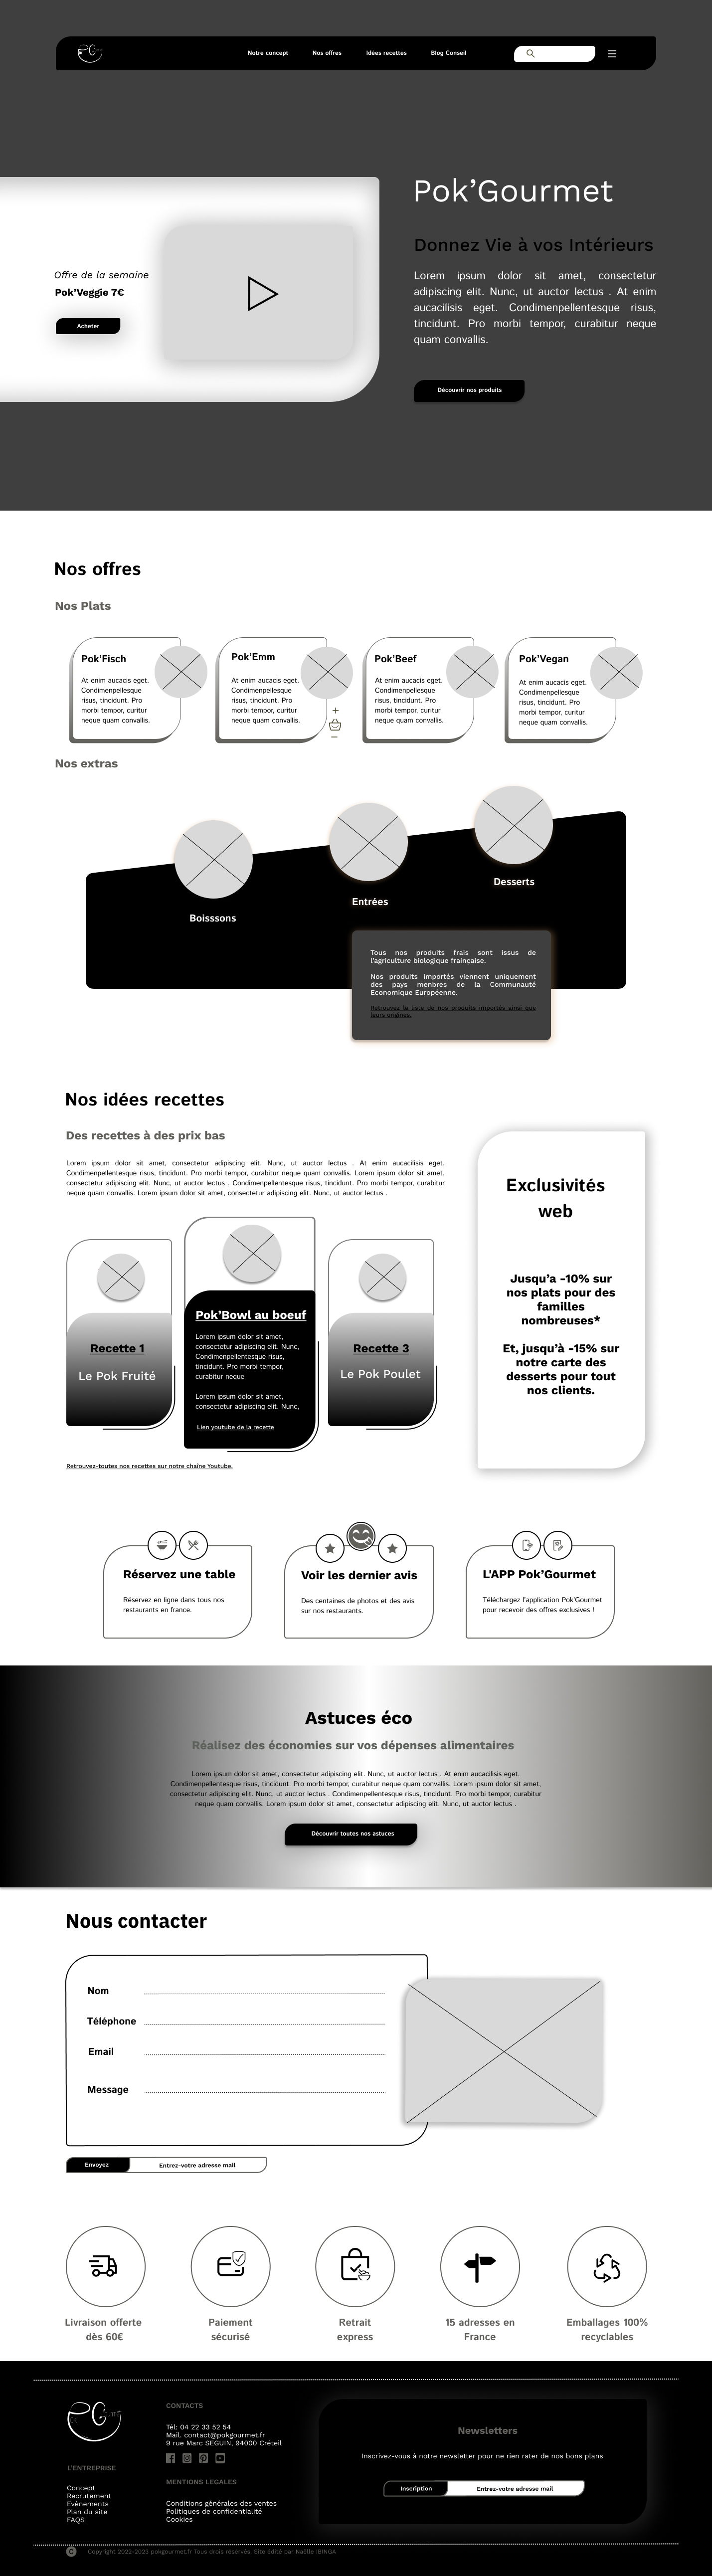 Notre concept
Nos offres
Idées recettes
Blog Conseil
Pok’Gourmet
Donnez Vie à vos Intérieurs
Lorem ipsum dolor sit amet, consectetur
adipiscing elit. Nunc, ut auctor lectus . At enim
aucacilisis eget. Condimenpellentesque risus,
tincidunt. Pro morbi tempor, curabitur neque
quam convallis.
Découvrir nos produits
Offre de la semaine
Pok’Veggie 7€
Acheter
Nos offres
Nos Plats
Pok’Fisch
At enim aucacis eget.
Condimenpellesque
risus, tincidunt. Pro
morbi tempor, curitur
neque quam convallis.
Pok’Emm
At enim aucacis eget.
Condimenpellesque
risus, tincidunt. Pro
morbi tempor, curitur
neque quam convallis.
Pok’Beef
At enim aucacis eget.
Condimenpellesque
risus, tincidunt. Pro
morbi tempor, curitur
neque quam convallis.
Pok’Vegan
At enim aucacis eget.
Condimenpellesque
risus, tincidunt. Pro
morbi tempor, curitur
neque quam convallis.
Nos extras
Boisssons
Entrées
Desserts
Tous nos produits frais sont issus de
l’agriculture biologique frainçaise.
Nos produits importés viennent uniquement
des pays menbres de la Communauté
Economique Européenne.
Retrouvez la liste de nos produits importés ainsi que
leurs origines.
Nos idées recettes
Des recettes à des prix bas
Lorem ipsum dolor sit amet, consectetur adipiscing elit. Nunc, ut auctor lectus . At enim aucacilisis eget.
Condimenpellentesque risus, tincidunt. Pro morbi tempor, curabitur neque quam convallis. Lorem ipsum dolor sit amet,
consectetur adipiscing elit. Nunc, ut auctor lectus . Condimenpellentesque risus, tincidunt. Pro morbi tempor, curabitur
neque quam convallis. Lorem ipsum dolor sit amet, consectetur adipiscing elit. Nunc, ut auctor lectus .
Recette 1
Le Pok Fruité
Pok’Bowl au boeuf
Lorem ipsum dolor sit amet,
consectetur adipiscing elit. Nunc,
Condimenpellentesque risus,
tincidunt. Pro morbi tempor,
curabitur neque
Lorem ipsum dolor sit amet,
consectetur adipiscing elit. Nunc,
Lien youtube de la recette
Recette 3
Le Pok Poulet
Retrouvez-toutes nos recettes sur notre chaîne Youtube.
Exclusivités
web
Jusqu’a -10% sur
nos plats pour des
familles
nombreuses*
Et, jusqu’à -15% sur
notre carte des
desserts pour tout
nos clients.
Réservez une table
Réservez en ligne dans tous nos
restaurants en france.
Voir les dernier avis
Des centaines de photos et des avis
sur nos restaurants.
L’APP Pok’Gourmet
Téléchargez l’application Pok’Gourmet
pour recevoir des offres exclusives !
Astuces éco
Réalisez des économies sur vos dépenses alimentaires
Lorem ipsum dolor sit amet, consectetur adipiscing elit. Nunc, ut auctor lectus . At enim aucacilisis eget.
Condimenpellentesque risus, tincidunt. Pro morbi tempor, curabitur neque quam convallis. Lorem ipsum dolor sit amet,
consectetur adipiscing elit. Nunc, ut auctor lectus . Condimenpellentesque risus, tincidunt. Pro morbi tempor, curabitur
neque quam convallis. Lorem ipsum dolor sit amet, consectetur adipiscing elit. Nunc, ut auctor lectus .
Découvrir toutes nos astuces
Nous contacter
Nom
Téléphone
Email
Message
Envoyez
Entrez-votre adresse mail
Livraison offerte
dès 60€
Paiement
sécurisé
Retrait
express
15 adresses en
France
Emballages 100%
recyclables
L’ENTREPRISE
Concept
Recrutement
Evènements
Plan du site
FAQS
CONTACTS
Tél: 04 22 33 52 54
Mail. contact@pokgourmet.fr
9 rue Marc SEGUIN, 94000 Créteil
MENTIONS LEGALES
Conditions générales des ventes
Politiques de confidentialité
Cookies
Newsletters
Inscrivez-vous à notre newsletter pour ne rien rater de nos bons plans
Inscription
Entrez-votre adresse mail
Copyright 2022-2023 pokgourmet.fr Tous drois résérvés. Site édité par Naëlle IBINGA